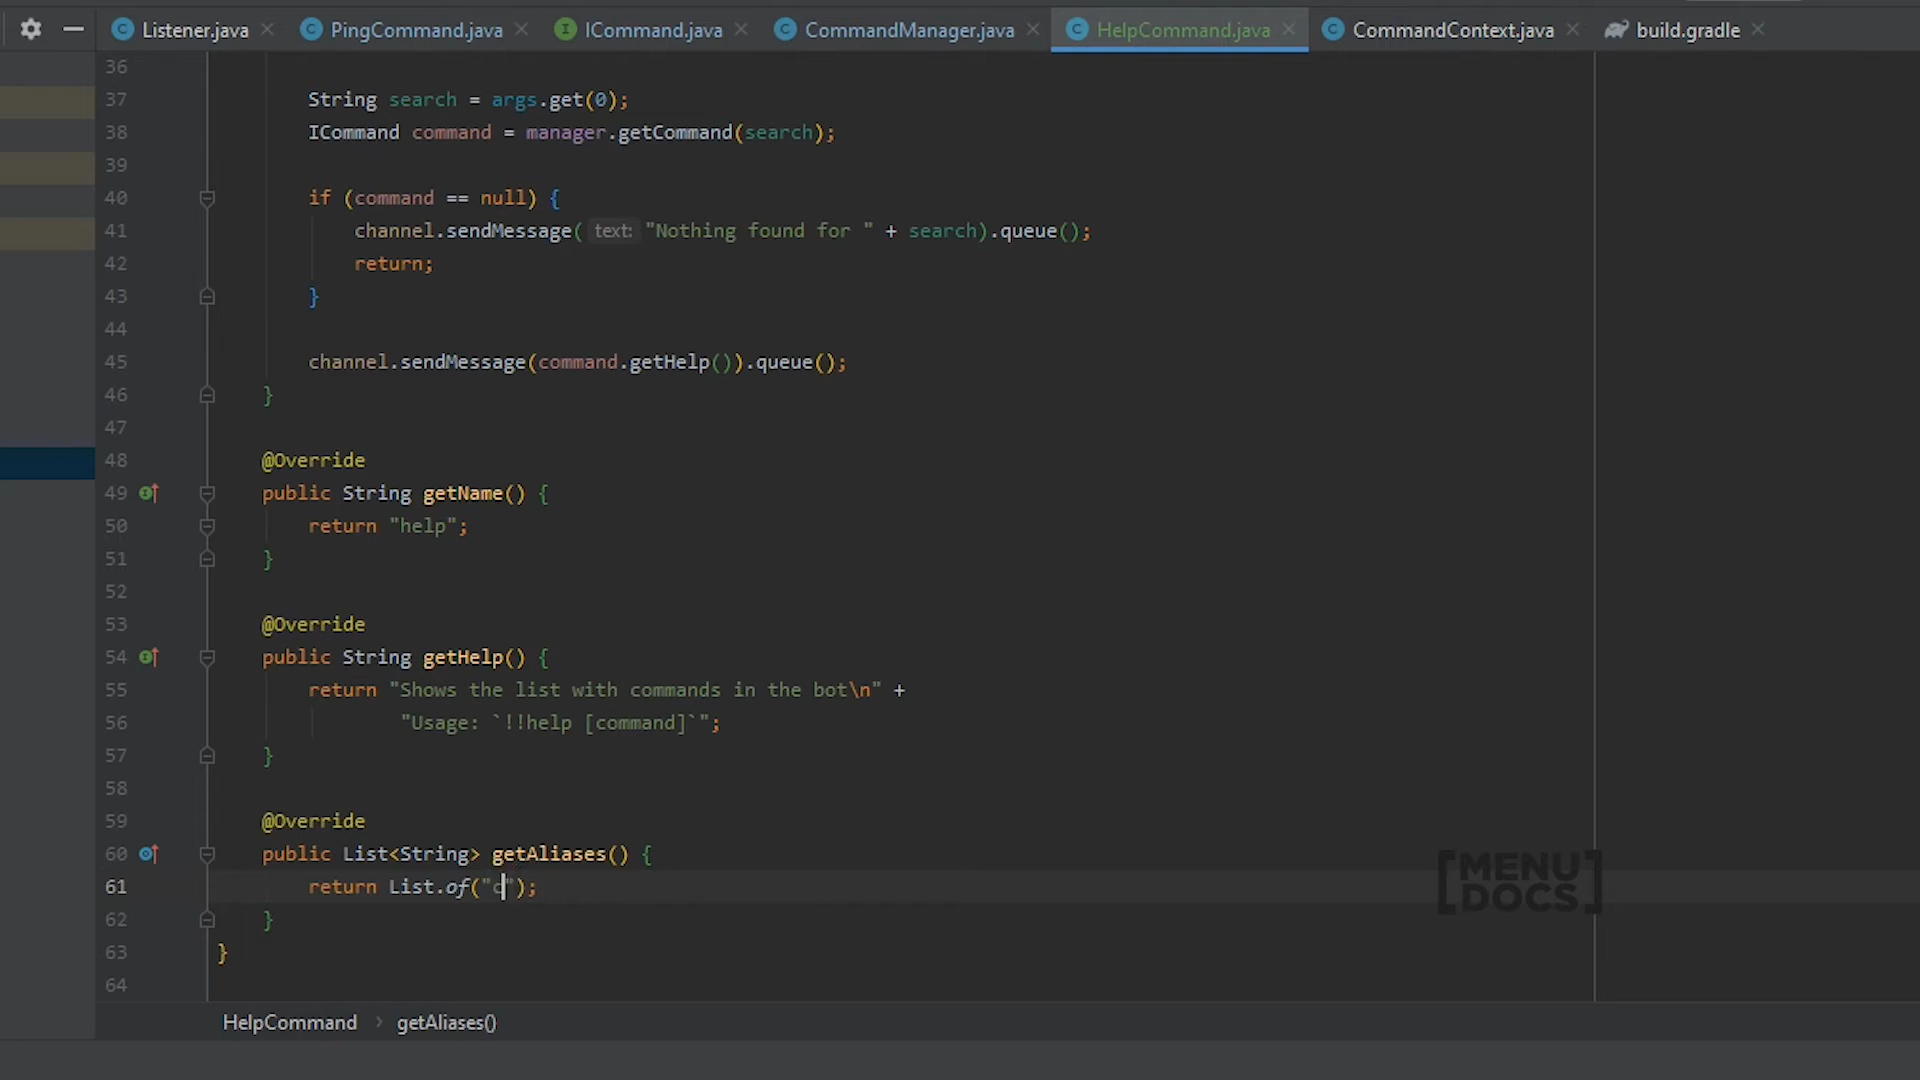 Listener.java PingCommand.java ICommand.java CommandManager.java HelpCommand.java CommandContext.java build.gradle
36
37 String search = args.get(0);
38 ICommand command = manager.getCommand(search);
39
40 if (command == null) {
41 channel.sendMessage( text: "Nothing found for " + search).queue();
42 return;
43 }
44
45 channel.sendMessage(command.getHelp()).queue();
46 }
47
48 @Override
49 public String getName() {
50 return "help";
51 }
52
53 @Override
54 public String getHelp() {
55 return "Shows the list with commands in the bot\n" +
56 "Usage: `!!help [command]`";
57 }
58
59 @Override
60 public List<String> getAliases() {
61 return List.of("c");
62 }
63 }
64
[MENU DOCS]
HelpCommand > getAliases()